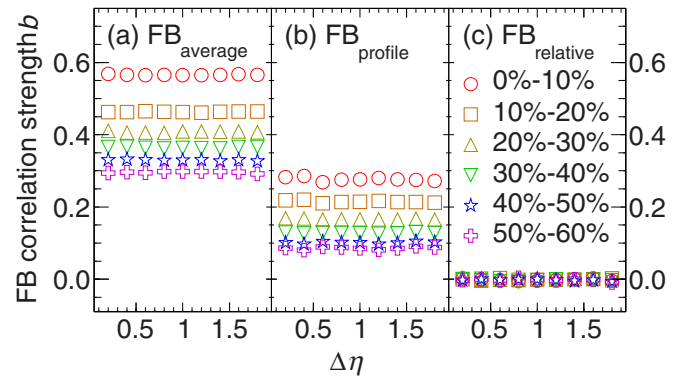 (a) FB average (b) FB profile (c) FB relative
FB correlation strength b
0.6 0.6
0.4 0.4
0.2 0.2
0.0 0.0
0%-10%
10%-20%
20%-30%
30%-40%
40%-50%
50%-60%
0.5 1 1.5 0.5 1 1.5 0.5 1 1.5
Δη